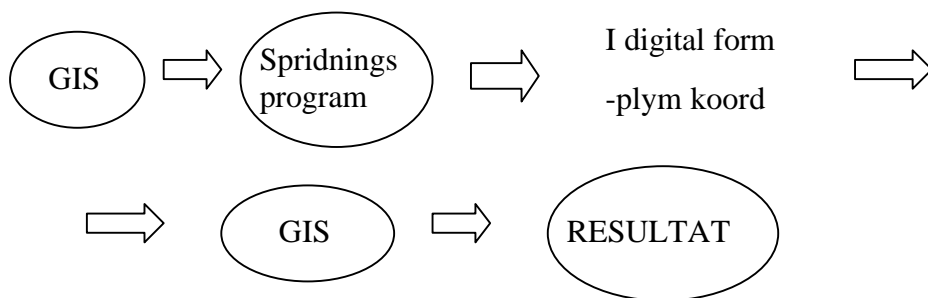 GIS
Spridnings
program
I digital form
-plym koord
GIS
RESULTAT